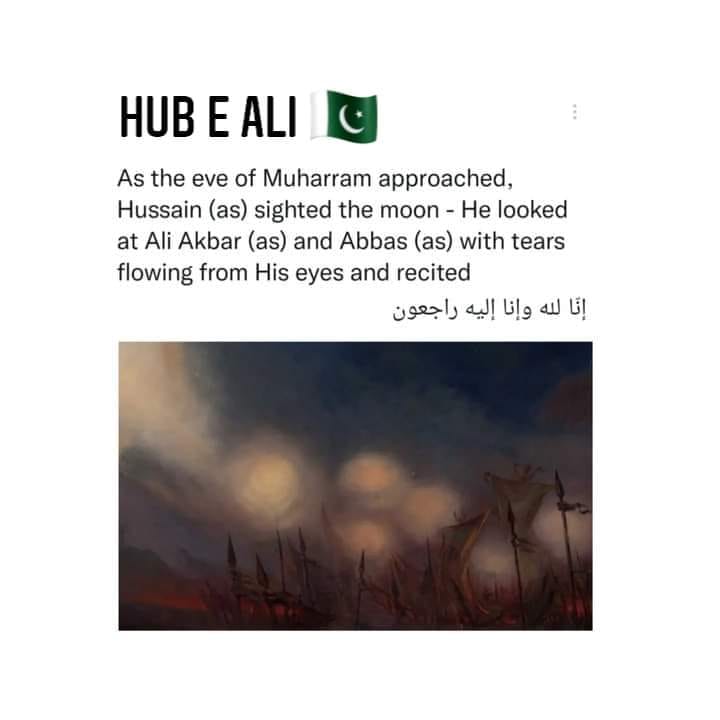 HUB E ALI 🇵🇰
As the eve of Muharram approached,
Hussain (as) sighted the moon - He looked
at Ali Akbar (as) and Abbas (as) with tears
flowing from His eyes and recited
إنّا لله وإنا إليه راجعون